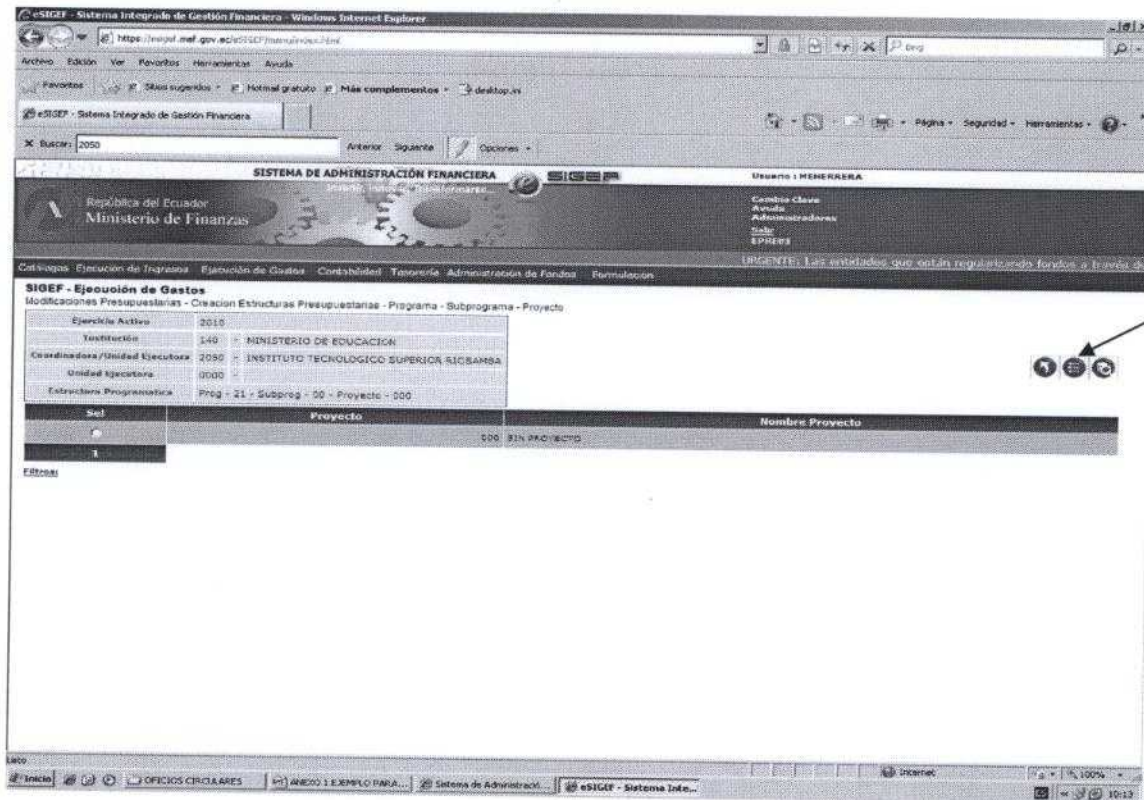 eSIGEF - Sistema Integrado de Gestión Financiera - Windows Internet Explorer
Archivo Edición Ver Favoritos Herramientas Ayuda
Favoritos Sitios sugeridos Hotmail gratuito Más complementos desktop.ini
eSIGEF - Sistema Integrado de Gestión Financiera
Página Seguridad Herramientas
X Buscar: 2050 Anterior Siguiente Opciones
SISTEMA DE ADMINISTRACIÓN FINANCIERA
Usuario : MEHERRERA
República del Ecuador
Ministerio de Finanzas
Cambio Clave
Ayuda
Administradores
Salir
URGENTE: Las entidades que están regularizando fondos a través de
Catálogos Ejecución de Ingresos Ejecución de Gastos Contabilidad Tesorería Administración de Fondos Formulación
SIGEF - Ejecución de Gastos
Modificaciones Presupuestarias - Creacion Estructuras Presupuestarias - Programa - Subprograma - Proyecto
Ejercicio Activo 2010
Institución 140 - MINISTERIO DE EDUCACION
Coordinadora/Unidad Ejecutora 2050 - INSTITUTO TECNOLOGICO SUPERIOR RIOBAMBA
Unidad Ejecutora 0000 -
Estructura Programatica Prog - 21 - Subprog - 00 - Proyecto - 000
Sel Proyecto Nombre Proyecto
000 SIN PROYECTO
1
Filtros:
Listo
Internet 100%
Inicio OFICIOS CIRCULARES ANEXO 1 EJEMPLO PARA... Sistema de Administraci... eSIGEF - Sistema Inte...
10:13